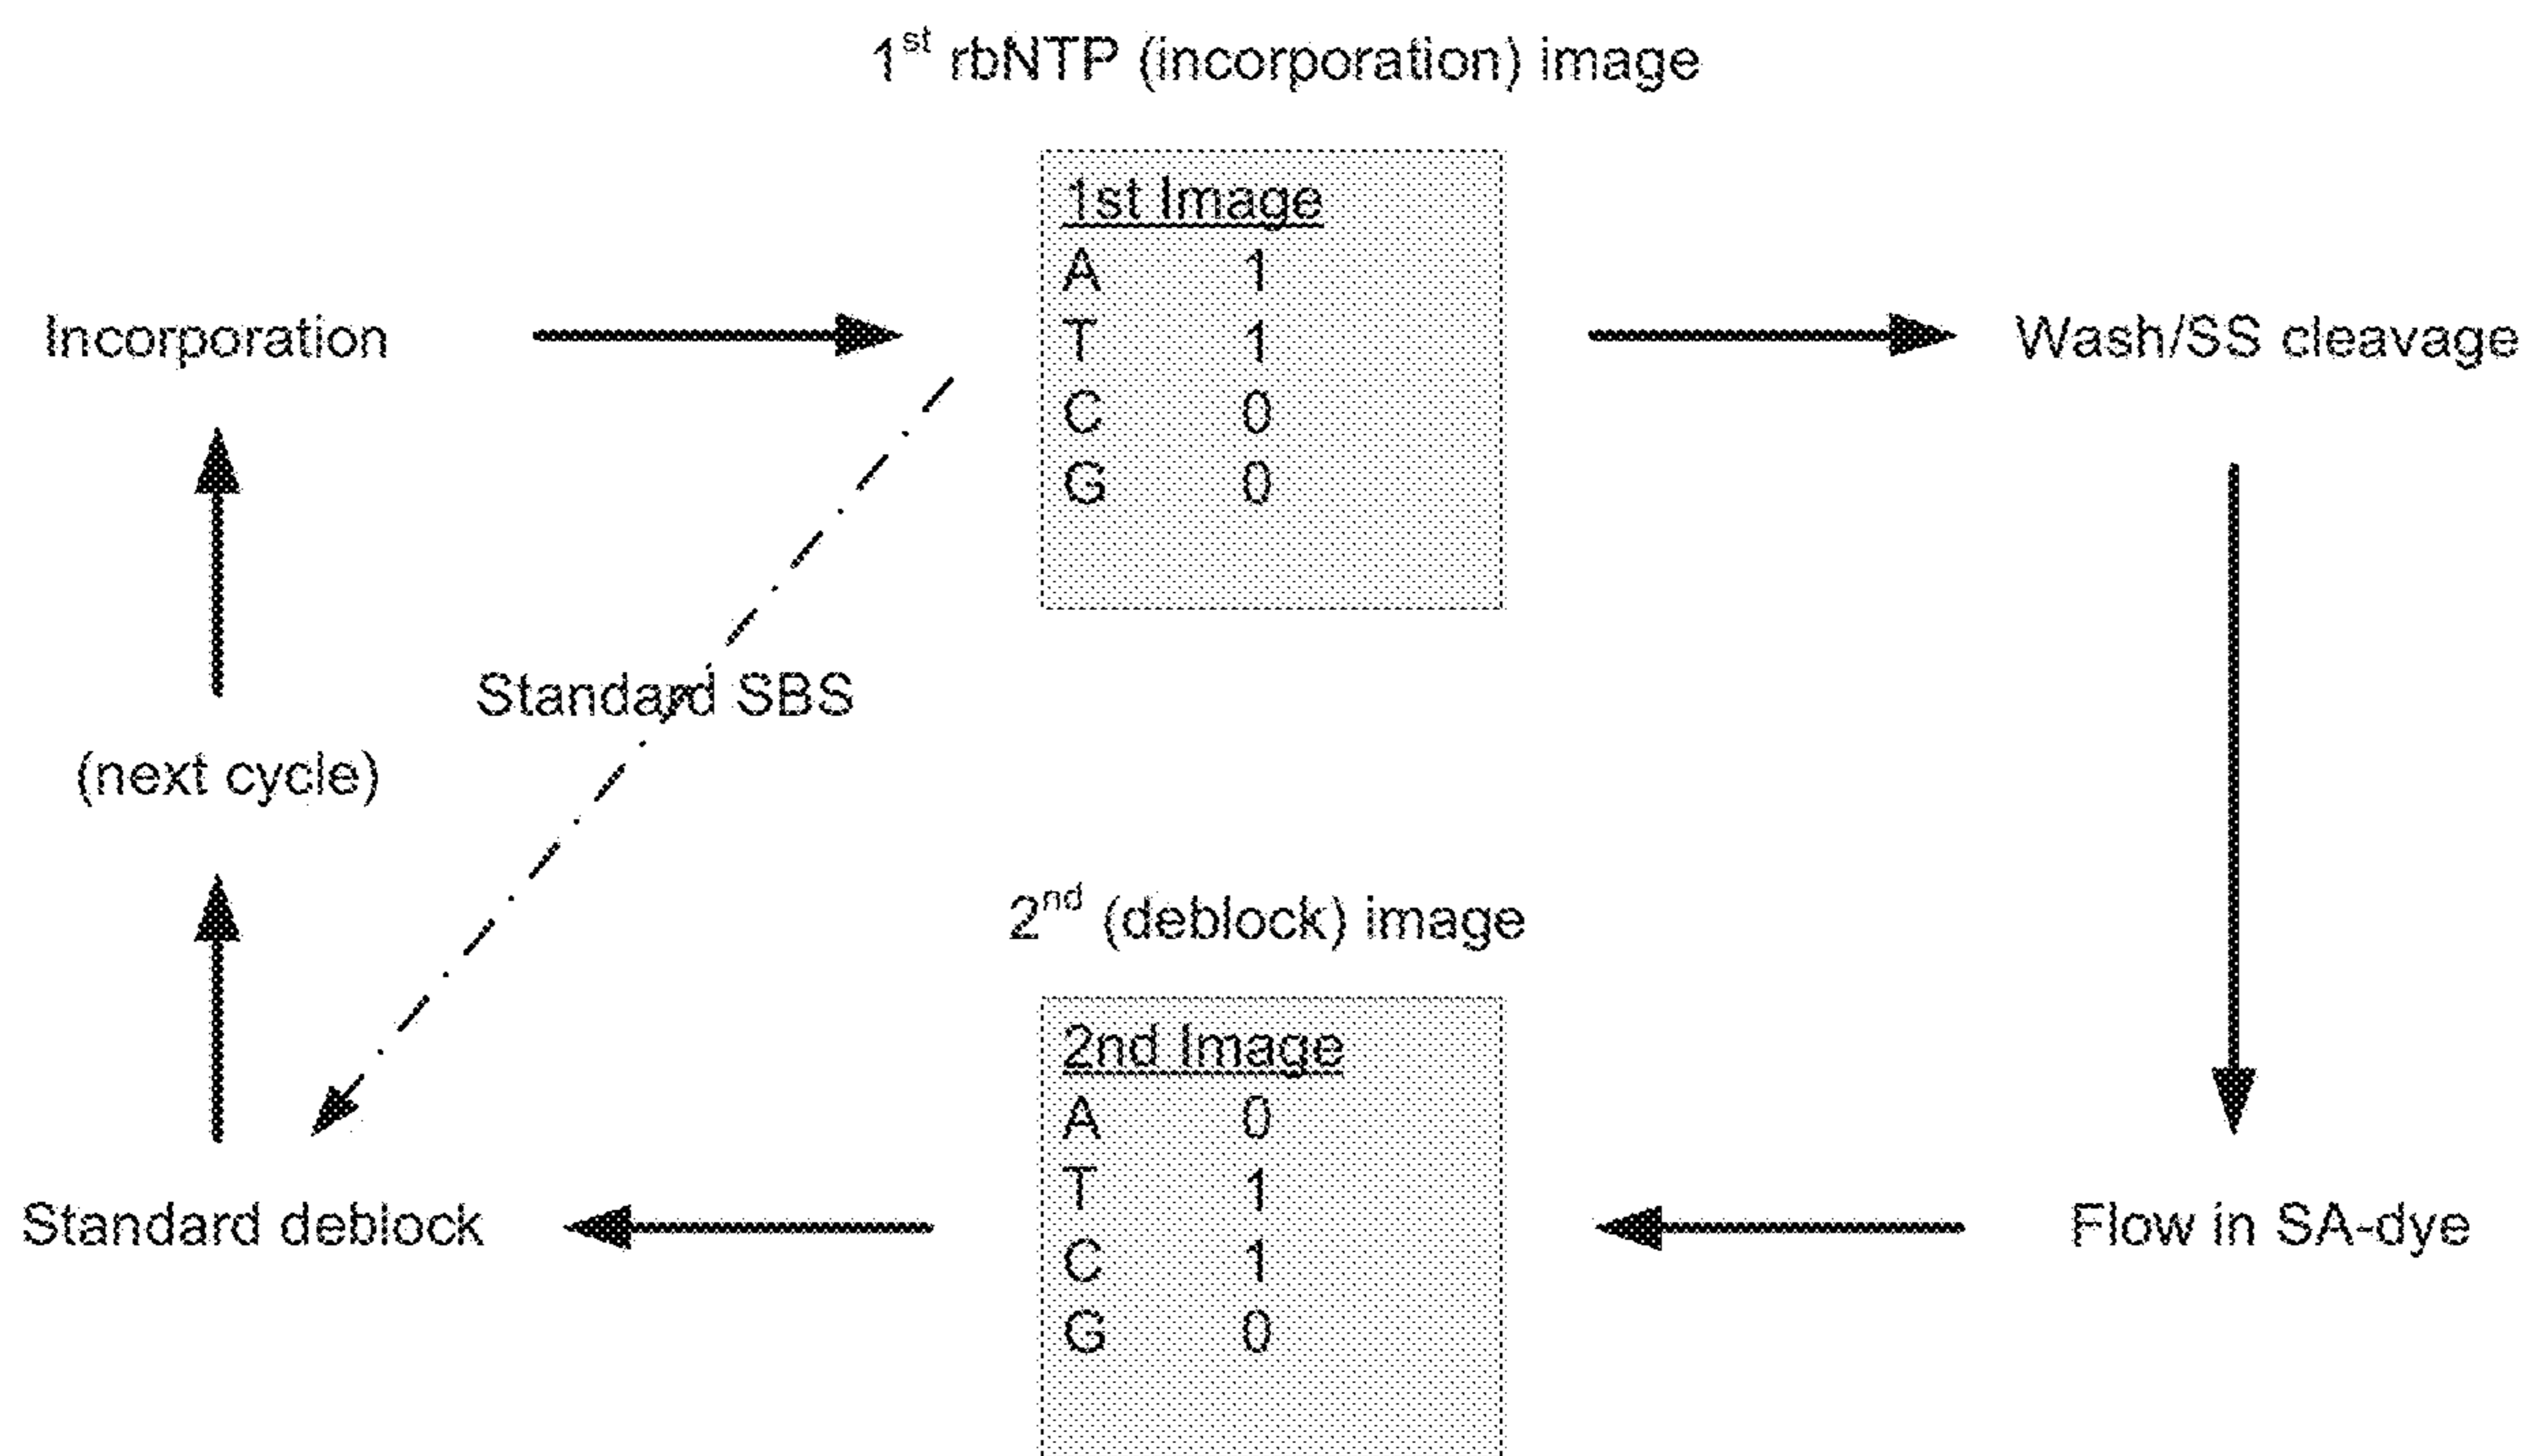 1st rbNTP (incorporation) image
1st Image
A 1
T 1
C 0
G 0
Incorporation
Wash/SS cleavage
Standard SBS
(next cycle)
2nd (deblock) image
2nd Image
A 0
T 1
C 1
G 0
Standard deblock
Flow in SA-dye